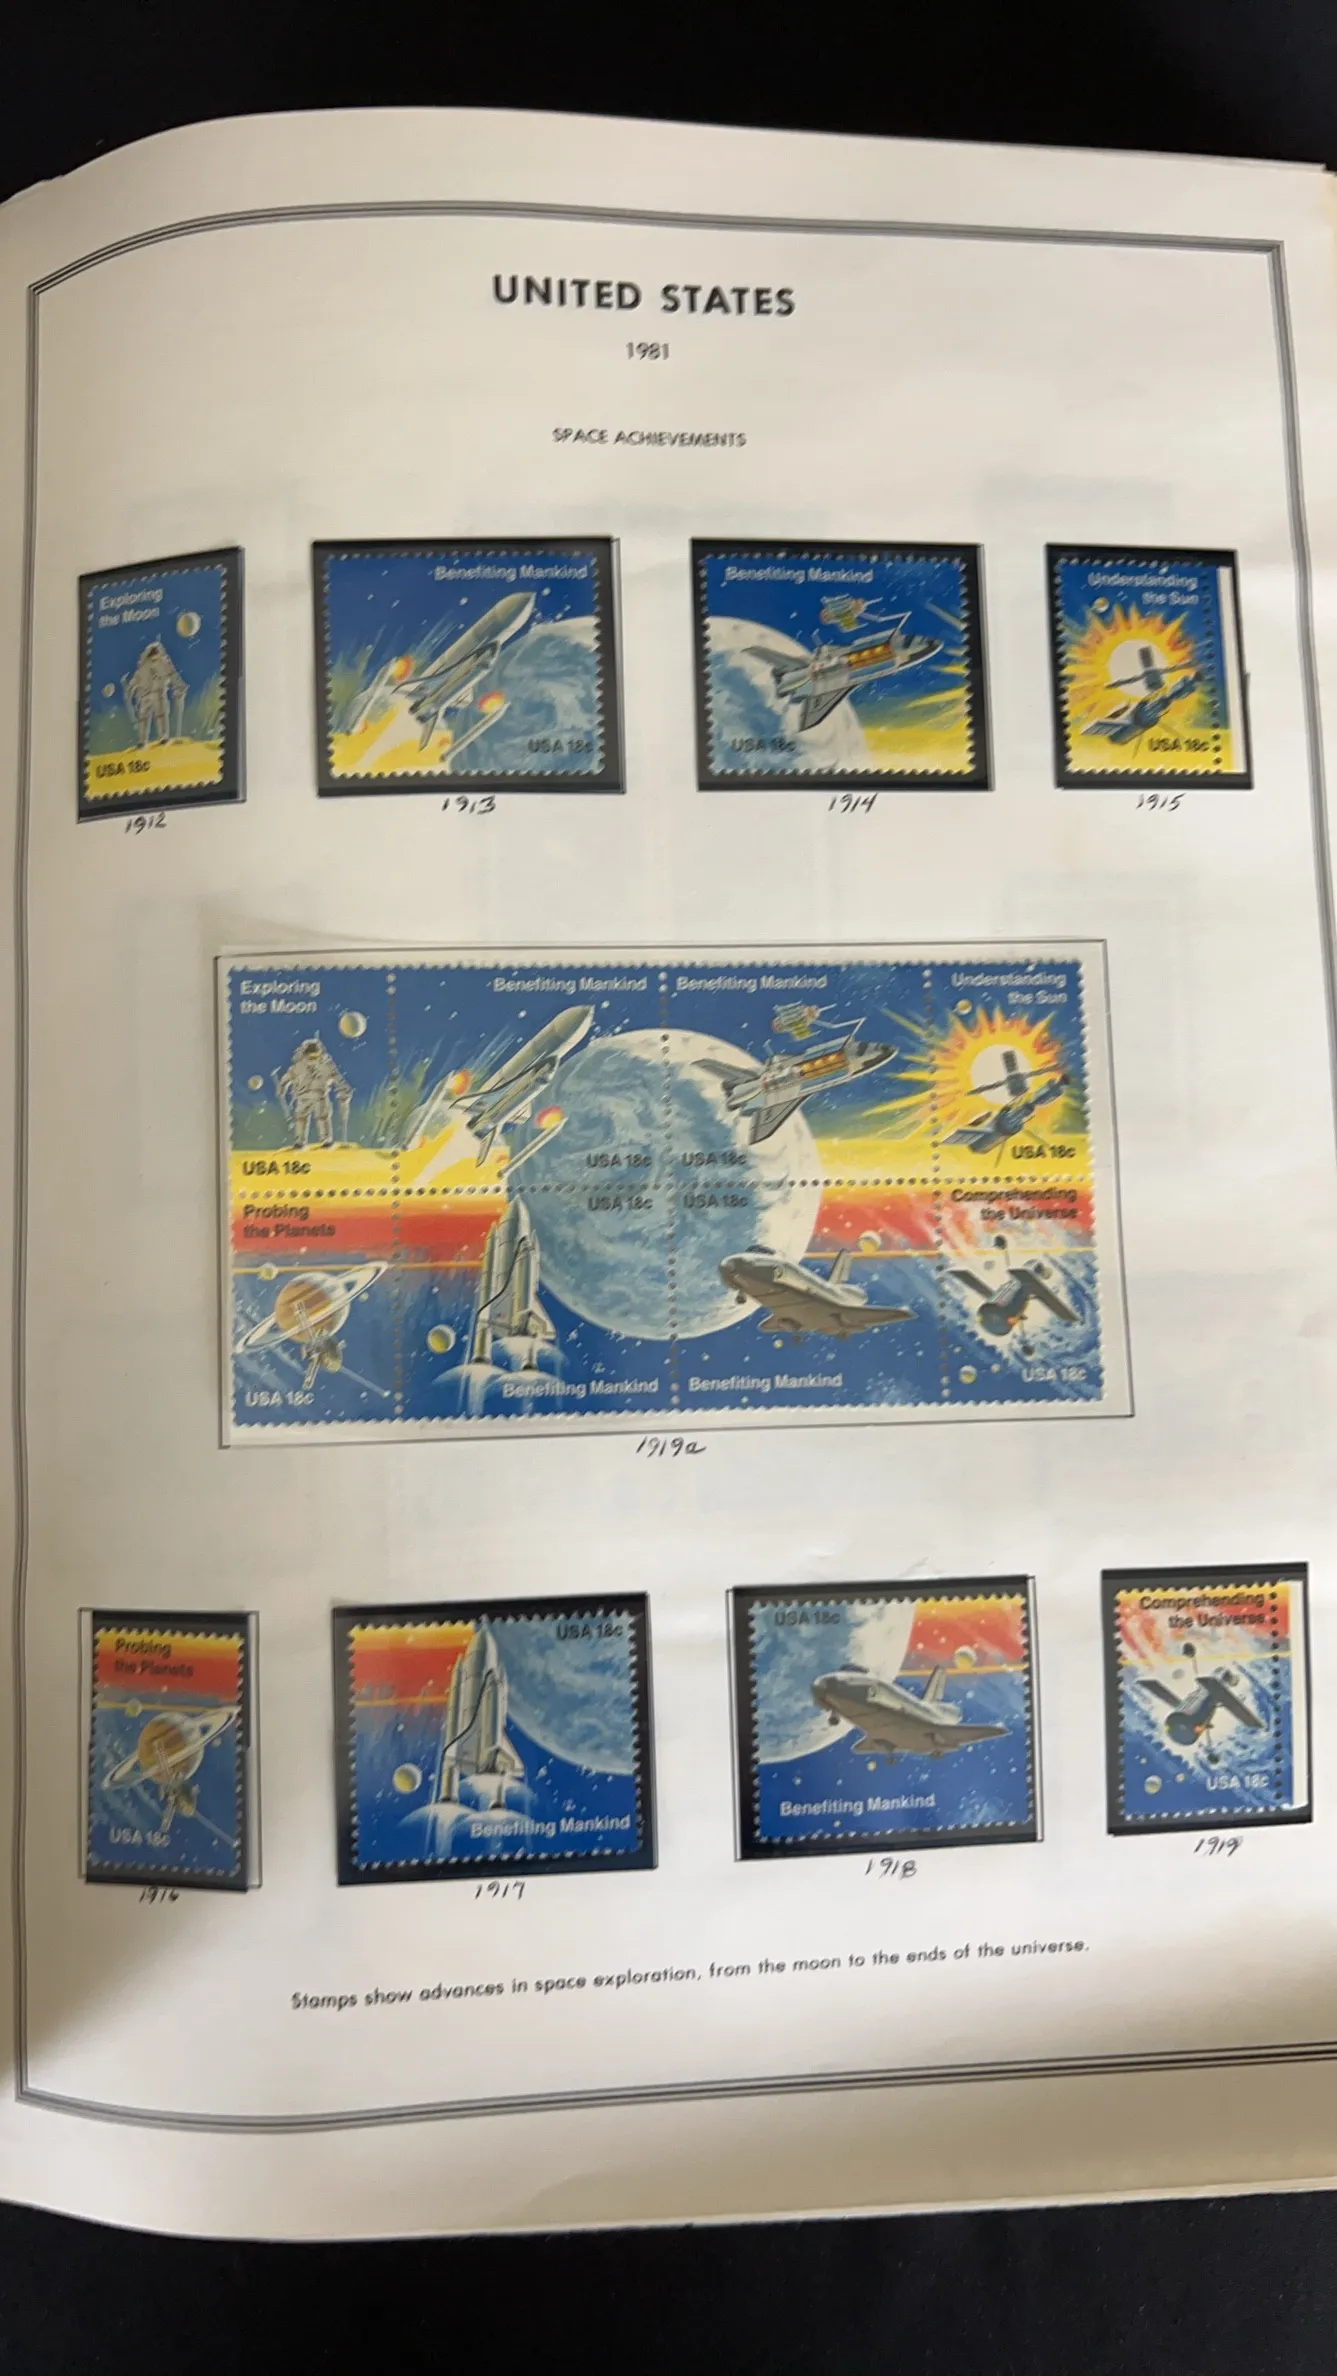 UNITED STATES
1981
SPACE ACHIEVEMENTS
Exploring
the Moon
USA 18c
1912
Benefiting Mankind
USA 18c
1913
Benefiting Mankind
USA 18c
1914
Understanding
the Sun
USA 18c
1915
Exploring
the Moon
USA 18c
Benefiting Mankind
USA 18c
Benefiting Mankind
USA 18c
Understanding
the Sun
USA 18c
Probing
the Planets
USA 18c
USA 18c
Benefiting Mankind
USA 18c
Benefiting Mankind
Comprehending
the Universe
USA 18c
1919a
Probing
the Planets
USA 18c
1916
USA 18c
Benefiting Mankind
1917
USA 18c
Benefiting Mankind
1918
Comprehending
the Universe
USA 18c
1919
Stamps show advances in space exploration, from the moon to the ends of the universe.